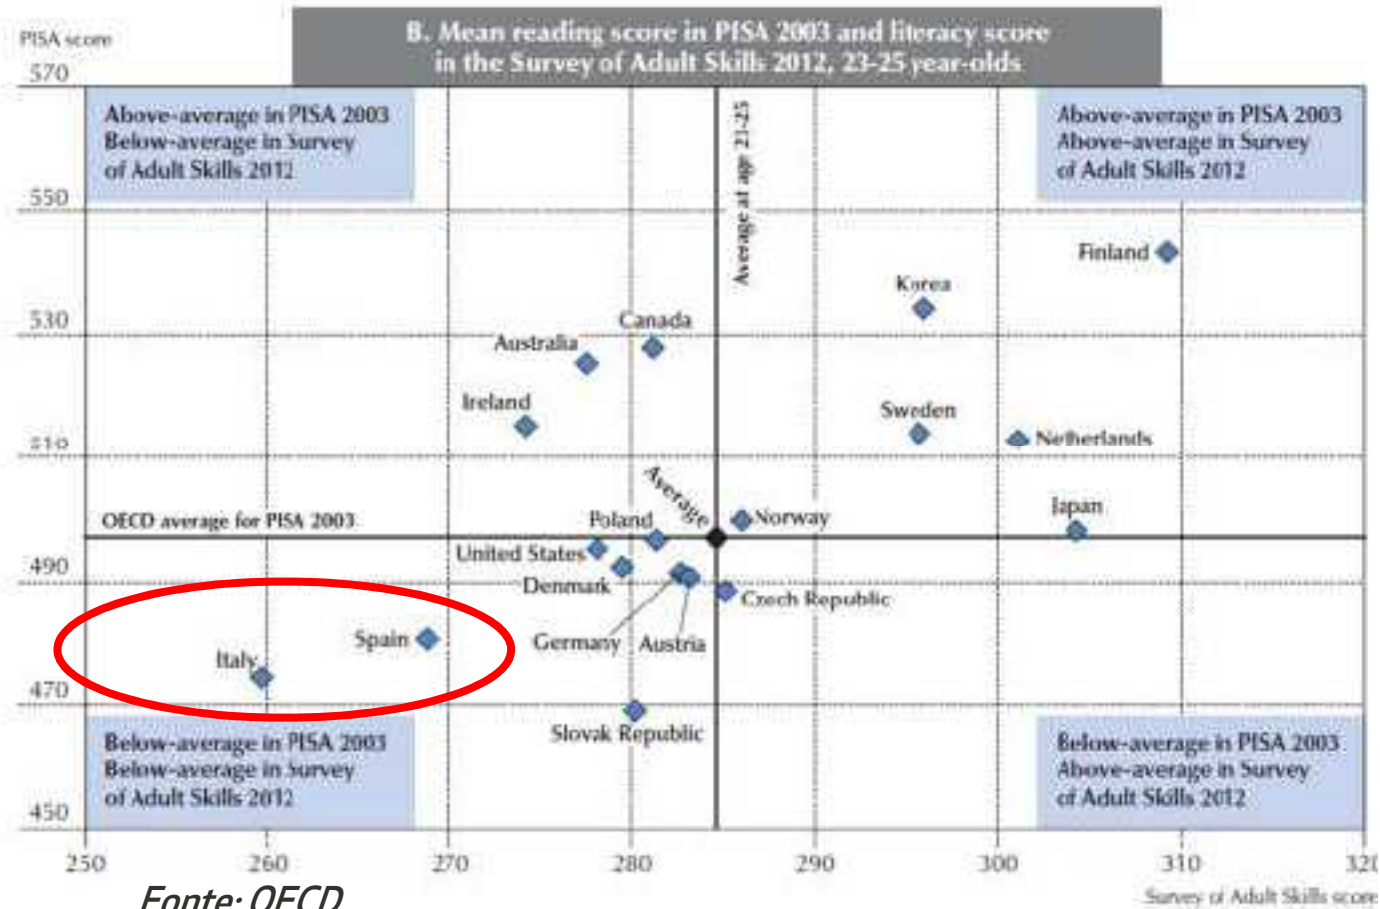 PISA score
B. Mean reading score in PISA 2003 and literacy score
in the Survey of Adult Skills 2012, 23-25 year-olds
570
Above-average in PISA 2003
Below-average in Survey
of Adult Skills 2012
Average at age 23-25
Above-average in PISA 2003
Above-average in Survey
of Adult Skills 2012
550
Finland
Korea
530
Canada
Australia
Ireland
Sweden
510
Netherlands
Average
Japan
OECD average for PISA 2003
Poland
Norway
United States
490
Denmark
Czech Republic
Germany
Austria
Spain
Italy
470
Slovak Republic
Below-average in PISA 2003
Below-average in Survey
of Adult Skills 2012
Below-average in PISA 2003
Above-average in Survey
of Adult Skills 2012
450
250 260 270 280 290 300 310 320
Survey of Adult Skills score
Fonte: OECD